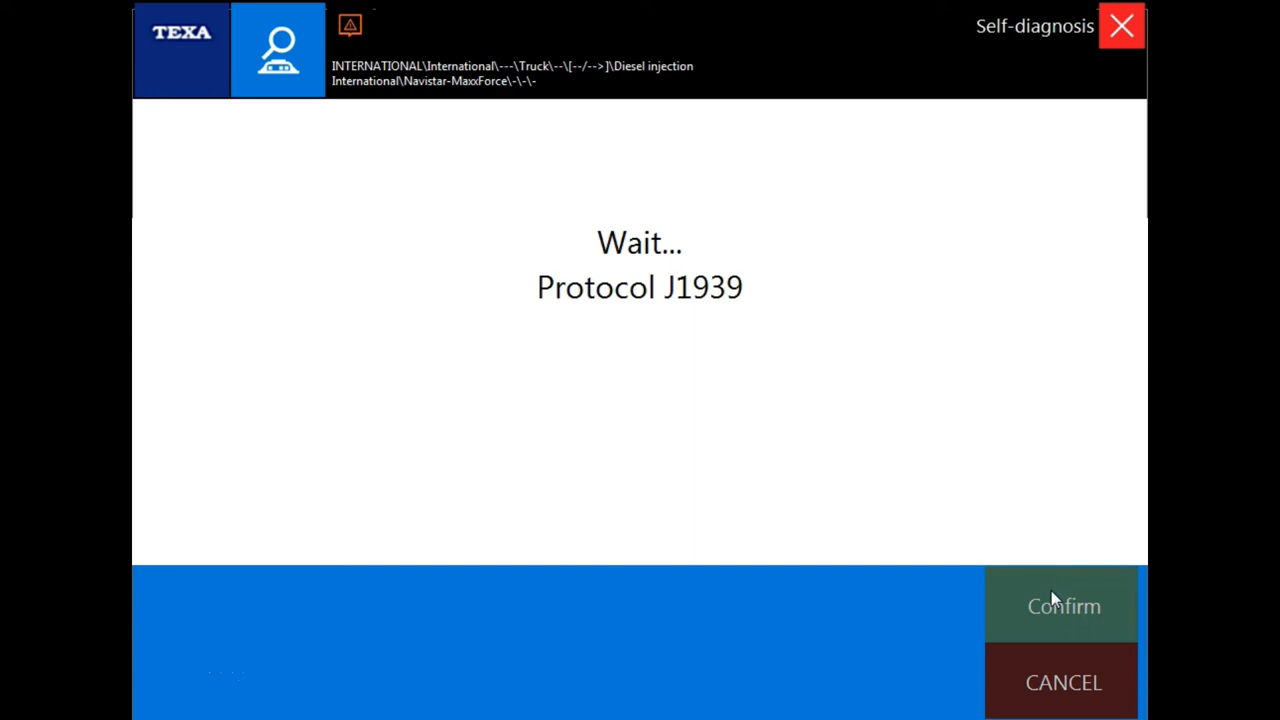 TEXA
Self-diagnosis
INTERNATIONAL\International\---\Truck\--\[--/-->]\Diesel injection
International\Navistar-MaxxForce\-\-\-
Wait...
Protocol J1939
Confirm
CANCEL